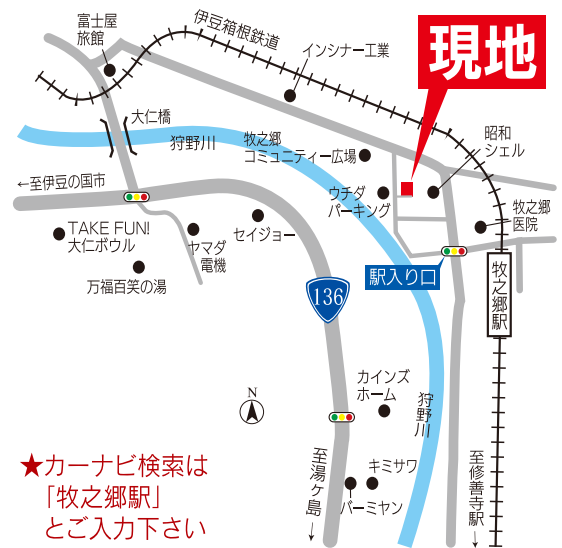 富士屋
旅館
伊豆箱根鉄道
インシナー工業
現地
大仁橋
狩野川
牧之郷
コミュニティー広場
昭和
シェル
←至伊豆の国市
ウチダ
パーキング
牧之郷
医院
TAKE FUN!
大仁ボウル
ヤマダ
電機
セイジョー
万福百笑の湯
駅入り口
牧之郷駅
136
カインズ
ホーム
N
狩野川
キミサワ
バーミヤン
至湯ヶ島
↓
至修善寺駅
↓
★カーナビ検索は
「牧之郷駅」
とご入力下さい